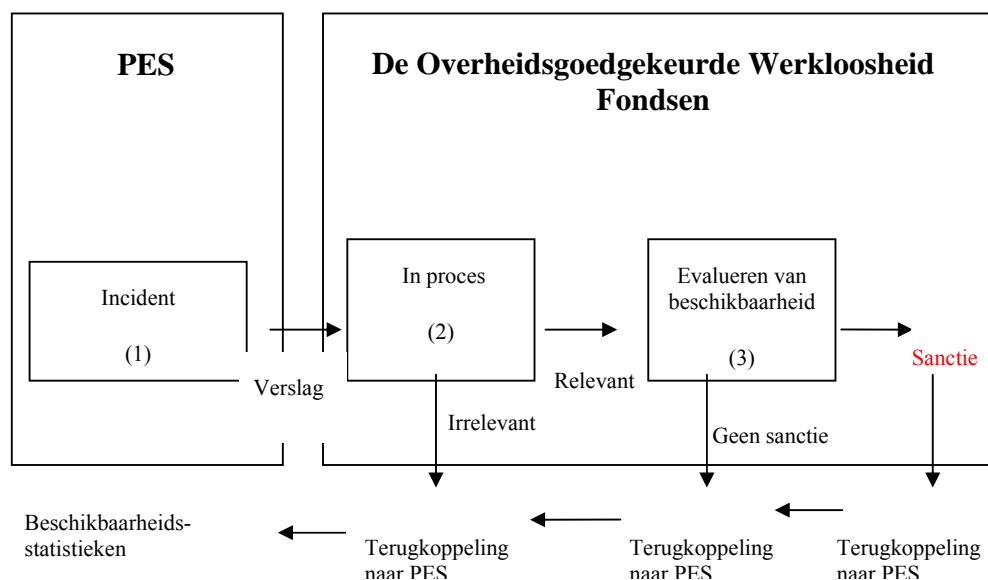 PES
De Overheidsgoedgekeurde Werkloosheid
Fondsen
Incident
(1)
Verslag
In proces
(2)
Relevant
Evalueren van
beschikbaarheid
(3)
Sanctie
Irrelevant
Geen sanctie
Beschikbaarheids-
statistieken
Terugkoppeling
naar PES
Terugkoppeling
naar PES
Terugkoppeling
naar PES